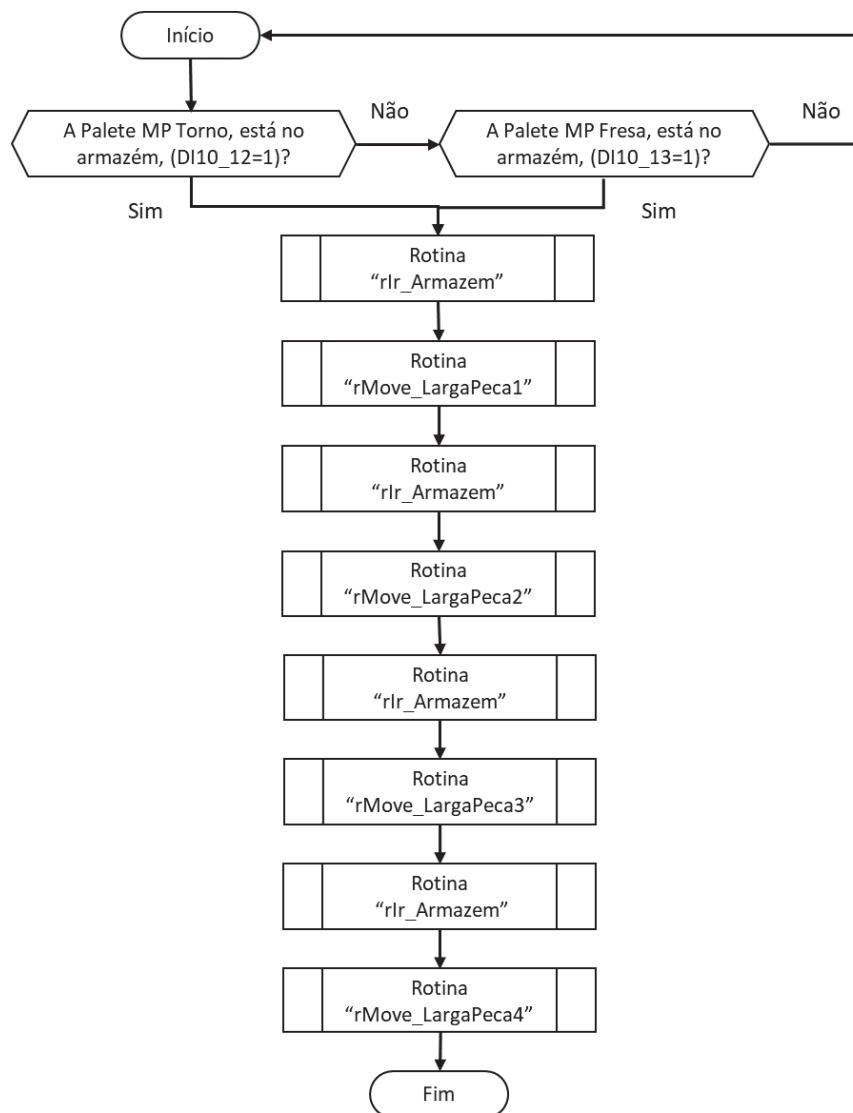 Início
Não
Não
A Palete MP Torno, está no
armazém, (DI10_12=1)?
A Palete MP Fresa, está no
armazém, (DI10_13=1)?
Sim
Sim
Rotina
“rIr_Armazem”
Rotina
“rMove_LargaPeca1”
Rotina
“rIr_Armazem”
Rotina
“rMove_LargaPeca2”
Rotina
“rIr_Armazem”
Rotina
“rMove_LargaPeca3”
Rotina
“rIr_Armazem”
Rotina
“rMove_LargaPeca4”
Fim